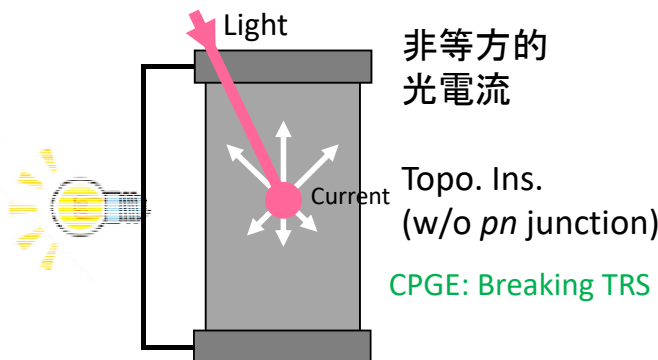 Light
非等方的
光電流
Current
Topo. Ins.
(w/o pn junction)
CPGE: Breaking TRS